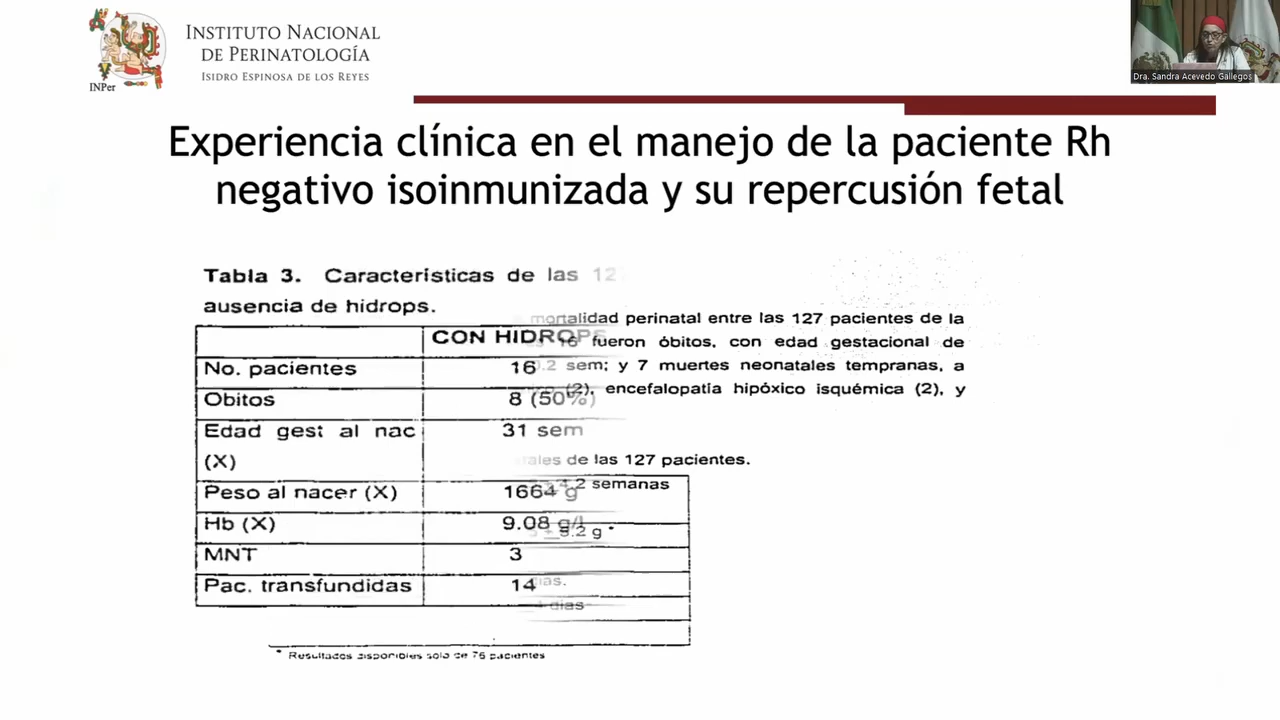 INSTITUTO NACIONAL
DE PERINATOLOGÍA
ISIDRO ESPINOSA DE LOS REYES
INPer
Dra. Sandra Acevedo Gallegos
Experiencia clínica en el manejo de la paciente Rh
negativo isoinmunizada y su repercusión fetal
Tabla 3. Características de las 12
ausencia de hidrops.
CON HIDROPS
No. pacientes 16
Obitos 8 (50%)
Edad gest al nac 31 sem
(X)
Peso al nacer (X) 1664 g
Hb (X) 9.08 g/l
MNT 3
Pac. transfundidas 14
mortalidad perinatal entre las 127 pacientes de la
16 fueron óbitos, con edad gestacional de
sem; y 7 muertes neonatales tempranas, a
(2), encefalopatía hipóxico isquémica (2), y
de las 127 pacientes.
semanas
dias
* Resultados disponibles solo de 76 pacientes